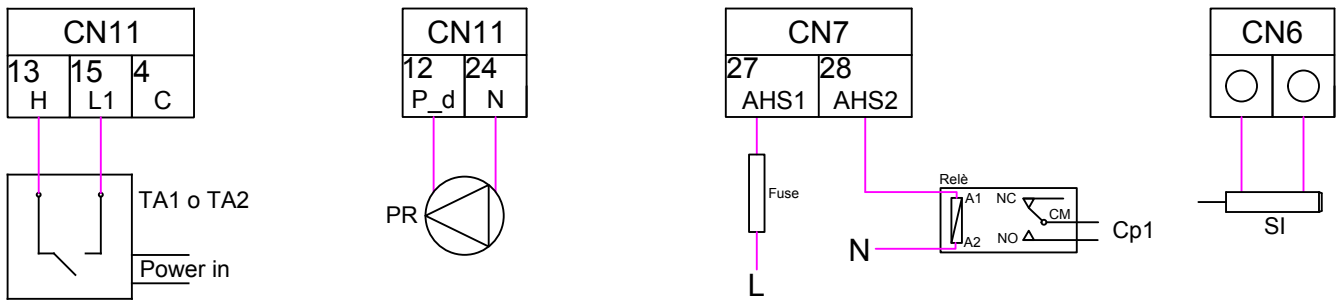 CN11
13 15 4
H L1 C
TA1 o TA2
Power in
CN11
12 24
P_d N
PR
CN7
27 28
AHS1 AHS2
Fuse
L
Relè
A1 NC
CM
A2 NO
N
Cp1
CN6
SI